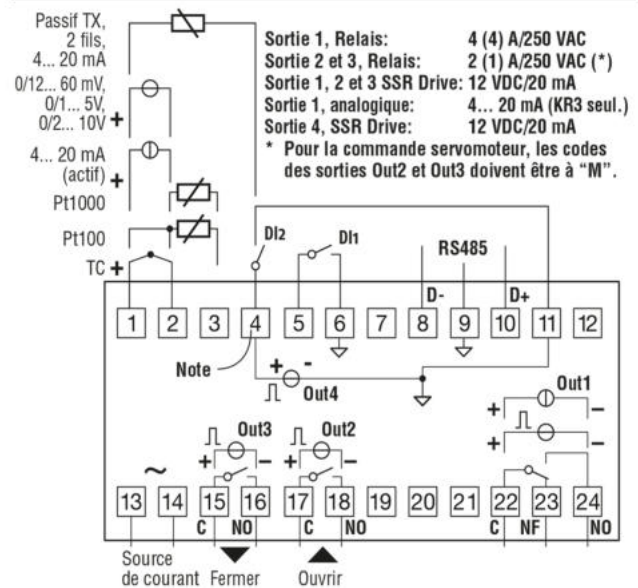 Passif TX,
2 fils,
4... 20 mA
0/12... 60 mV,
0/1... 5V,
0/2... 10V +
4... 20 mA
(actif) +
Pt1000
Pt100
TC +
Sortie 1, Relais: 4 (4) A/250 VAC
Sortie 2 et 3, Relais: 2 (1) A/250 VAC (*)
Sortie 1, 2 et 3 SSR Drive: 12 VDC/20 mA
Sortie 1, analogique: 4... 20 mA (KR3 seul.)
Sortie 4, SSR Drive: 12 VDC/20 mA
* Pour la commande servomoteur, les codes
des sorties Out2 et Out3 doivent être à “M”.
DI2 DI1 RS485
D- D+
1 2 3 4 5 6 7 8 9 10 11 12
Note
+ -
Out4
Out1
+ −
+ −
Out3 Out2
+ − + −
~
13 14 15 16 17 18 19 20 21 22 23 24
C NO C NO C NF NO
Source
de courant Fermer Ouvrir